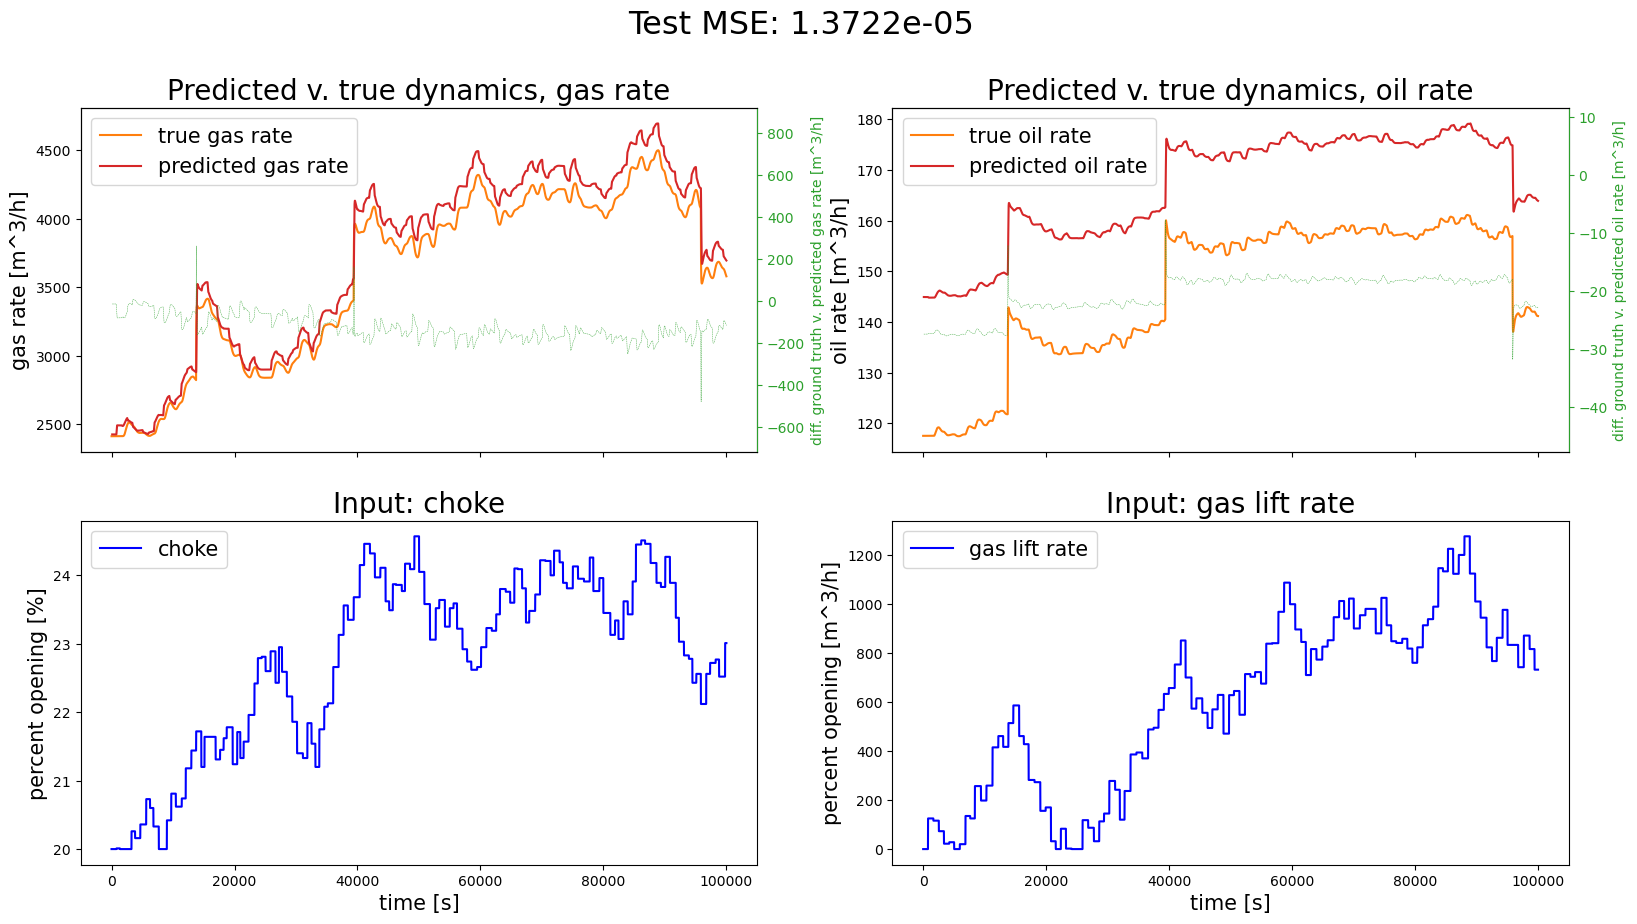 Test MSE: 1.3722e-05
Predicted v. true dynamics, gas rate
true gas rate
predicted gas rate
gas rate [m^3/h]
4500
4000
3500
3000
2500
800
600
400
200
0
−200
−400
−600
diff. ground truth v. predicted gas rate [m^3/h]
Predicted v. true dynamics, oil rate
true oil rate
predicted oil rate
oil rate [m^3/h]
180
170
160
150
140
130
120
10
0
−10
−20
−30
−40
diff. ground truth v. predicted oil rate [m^3/h]
Input: choke
choke
percent opening [%]
24
23
22
21
20
0 20000 40000 60000 80000 100000
time [s]
Input: gas lift rate
gas lift rate
percent opening [m^3/h]
1200
1000
800
600
400
200
0
0 20000 40000 60000 80000 100000
time [s]